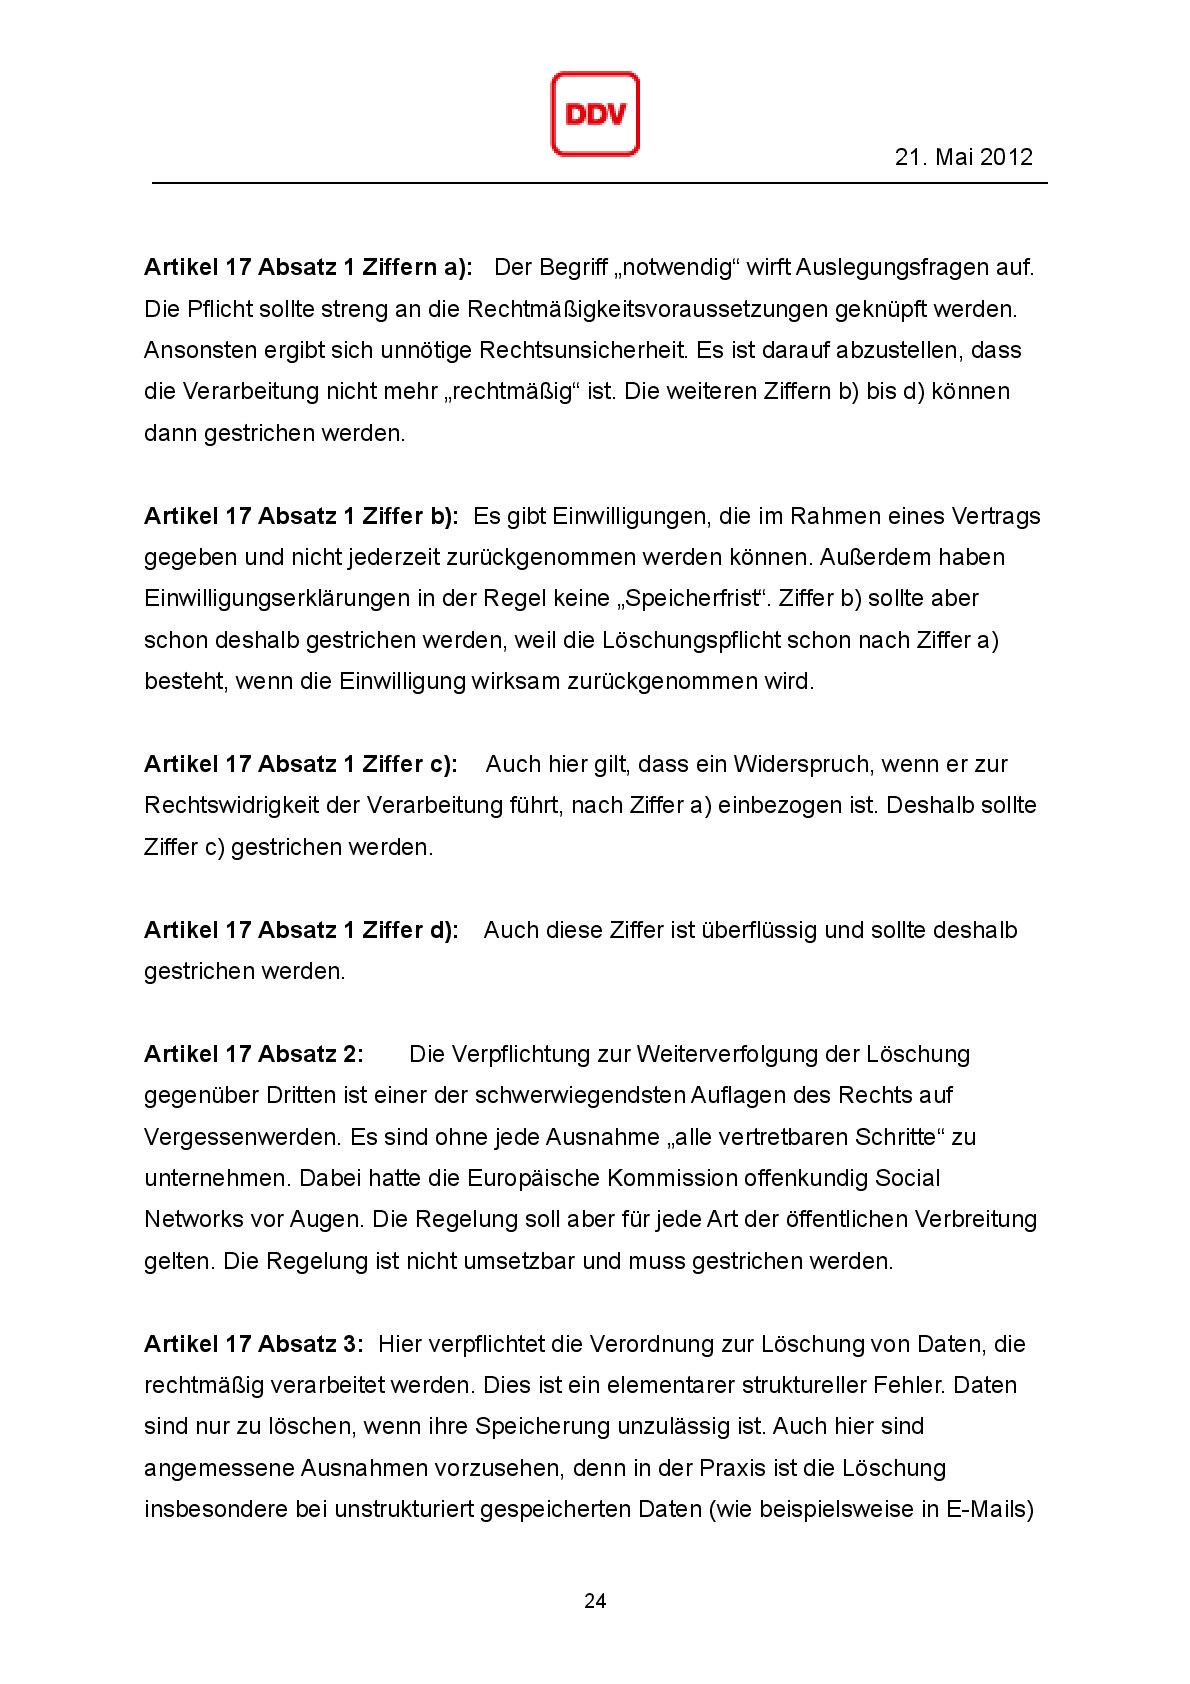 DDV
21. Mai 2012
Artikel 17 Absatz 1 Ziffern a): Der Begriff „notwendig“ wirft Auslegungsfragen auf.
Die Pflicht sollte streng an die Rechtmäßigkeitsvoraussetzungen geknüpft werden.
Ansonsten ergibt sich unnötige Rechtsunsicherheit. Es ist darauf abzustellen, dass
die Verarbeitung nicht mehr „rechtmäßig“ ist. Die weiteren Ziffern b) bis d) können
dann gestrichen werden.
Artikel 17 Absatz 1 Ziffer b): Es gibt Einwilligungen, die im Rahmen eines Vertrags
gegeben und nicht jederzeit zurückgenommen werden können. Außerdem haben
Einwilligungserklärungen in der Regel keine „Speicherfrist“. Ziffer b) sollte aber
schon deshalb gestrichen werden, weil die Löschungspflicht schon nach Ziffer a)
besteht, wenn die Einwilligung wirksam zurückgenommen wird.
Artikel 17 Absatz 1 Ziffer c): Auch hier gilt, dass ein Widerspruch, wenn er zur
Rechtswidrigkeit der Verarbeitung führt, nach Ziffer a) einbezogen ist. Deshalb sollte
Ziffer c) gestrichen werden.
Artikel 17 Absatz 1 Ziffer d): Auch diese Ziffer ist überflüssig und sollte deshalb
gestrichen werden.
Artikel 17 Absatz 2: Die Verpflichtung zur Weiterverfolgung der Löschung
gegenüber Dritten ist einer der schwerwiegendsten Auflagen des Rechts auf
Vergessenwerden. Es sind ohne jede Ausnahme „alle vertretbaren Schritte“ zu
unternehmen. Dabei hatte die Europäische Kommission offenkundig Social
Networks vor Augen. Die Regelung soll aber für jede Art der öffentlichen Verbreitung
gelten. Die Regelung ist nicht umsetzbar und muss gestrichen werden.
Artikel 17 Absatz 3: Hier verpflichtet die Verordnung zur Löschung von Daten, die
rechtmäßig verarbeitet werden. Dies ist ein elementarer struktureller Fehler. Daten
sind nur zu löschen, wenn ihre Speicherung unzulässig ist. Auch hier sind
angemessene Ausnahmen vorzusehen, denn in der Praxis ist die Löschung
insbesondere bei unstrukturiert gespeicherten Daten (wie beispielsweise in E-Mails)
24